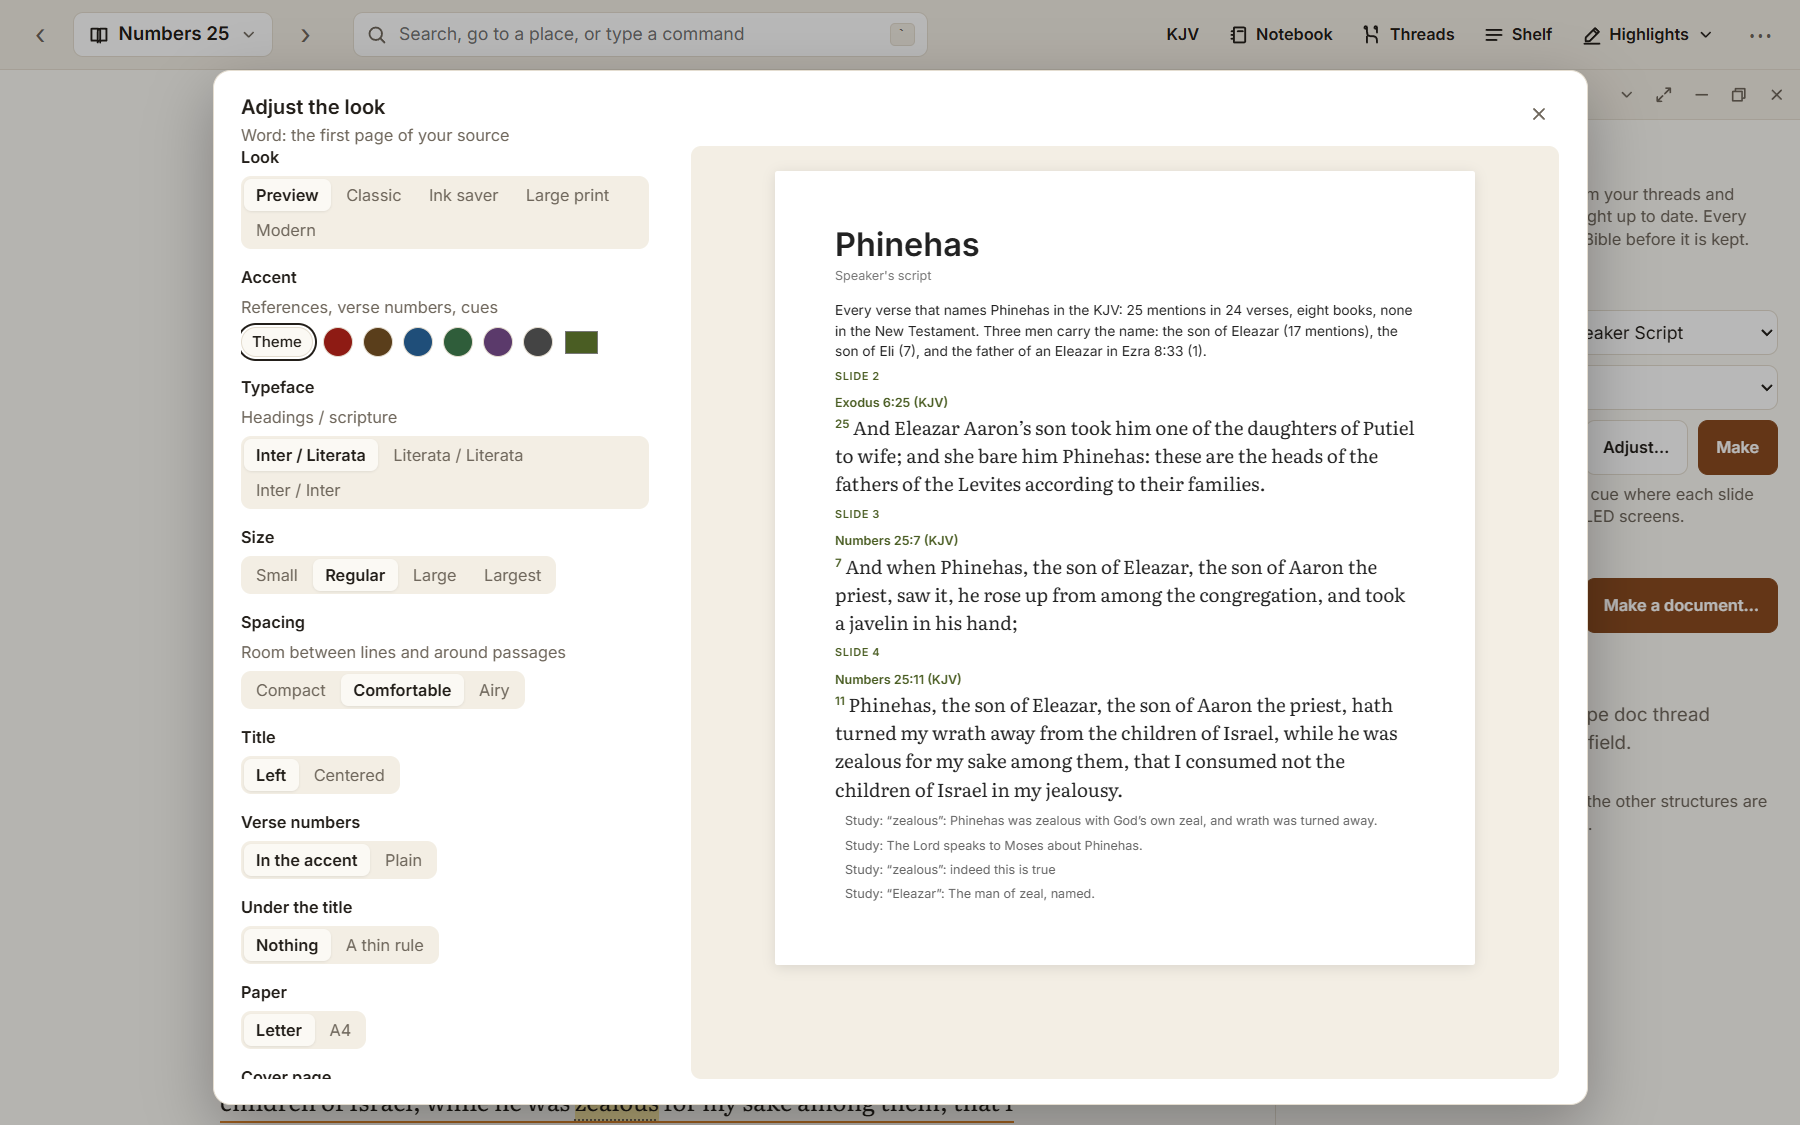 Numbers 25
Search, go to a place, or type a command
`
KJV
Notebook
Threads
Shelf
Highlights
Adjust the look
Word: the first page of your source
Look
Preview
Classic
Ink saver
Large print
Modern
Accent
References, verse numbers, cues
Theme
Typeface
Headings / scripture
Inter / Literata
Literata / Literata
Inter / Inter
Size
Small
Regular
Large
Largest
Spacing
Room between lines and around passages
Compact
Comfortable
Airy
Title
Left
Centered
Verse numbers
In the accent
Plain
Under the title
Nothing
A thin rule
Paper
Letter
A4
Cover page
Phinehas
Speaker's script
Every verse that names Phinehas in the KJV: 25 mentions in 24 verses, eight books, none
in the New Testament. Three men carry the name: the son of Eleazar (17 mentions), the
son of Eli (7), and the father of an Eleazar in Ezra 8:33 (1).
SLIDE 2
Exodus 6:25 (KJV)
25 And Eleazar Aaron’s son took him one of the daughters of Putiel
to wife; and she bare him Phinehas: these are the heads of the
fathers of the Levites according to their families.
SLIDE 3
Numbers 25:7 (KJV)
7 And when Phinehas, the son of Eleazar, the son of Aaron the
priest, saw it, he rose up from among the congregation, and took
a javelin in his hand;
SLIDE 4
Numbers 25:11 (KJV)
11 Phinehas, the son of Eleazar, the son of Aaron the priest, hath
turned my wrath away from the children of Israel, while he was
zealous for my sake among them, that I consumed not the
children of Israel in my jealousy.
Study: “zealous”: Phinehas was zealous with God’s own zeal, and wrath was turned away.
Study: The Lord speaks to Moses about Phinehas.
Study: “zealous”: indeed this is true
Study: “Eleazar”: The man of zeal, named.
m your threads and
ght up to date. Every
Bible before it is kept.
eaker Script
Adjust...
Make
cue where each slide
LED screens.
Make a document...
pe doc thread
field.
the other structures are
.
children of Israel, while he was zealous for my sake among them, that I